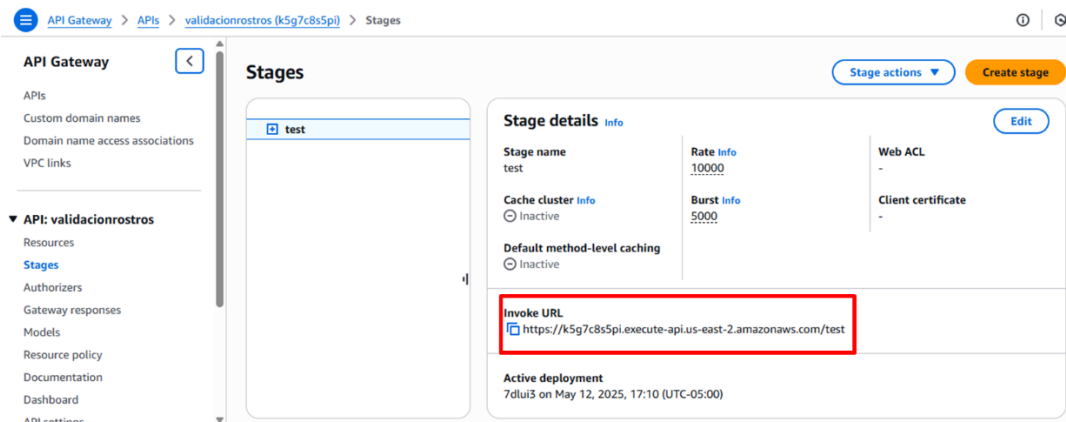 API Gateway > APIs > validacionrostros (k5g7c8s5pi) > Stages
API Gateway
APIs
Custom domain names
Domain name access associations
VPC links
API: validacionrostros
Resources
Stages
Authorizers
Gateway responses
Models
Resource policy
Documentation
Dashboard
API settings
Stages
Stage actions
Create stage
test
Stage details Info
Edit
Stage name
test
Rate Info
10000
Web ACL
-
Cache cluster Info
Inactive
Burst Info
5000
Client certificate
-
Default method-level caching
Inactive
Invoke URL
https://k5g7c8s5pi.execute-api.us-east-2.amazonaws.com/test
Active deployment
7dlui3 on May 12, 2025, 17:10 (UTC-05:00)